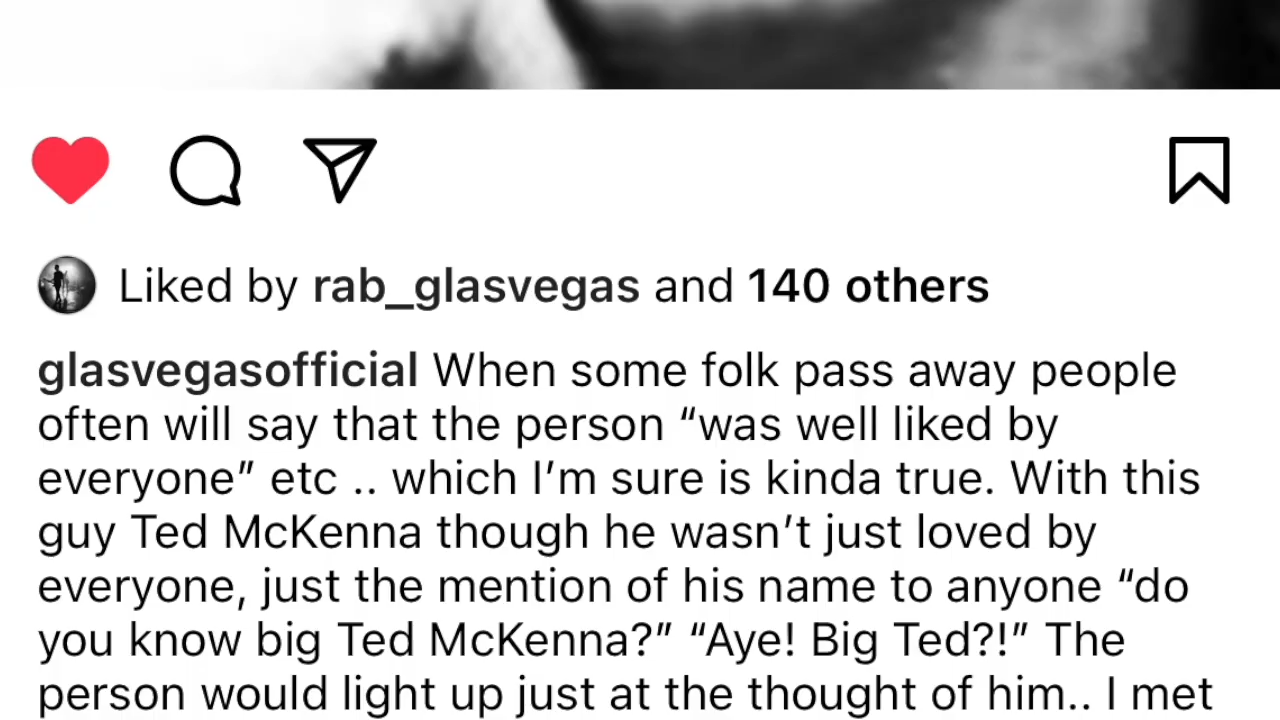 Liked by rab_glasvegas and 140 others
glasvegasofficial When some folk pass away people
often will say that the person “was well liked by
everyone” etc .. which I’m sure is kinda true. With this
guy Ted McKenna though he wasn’t just loved by
everyone, just the mention of his name to anyone “do
you know big Ted McKenna?” “Aye! Big Ted?!” The
person would light up just at the thought of him.. I met